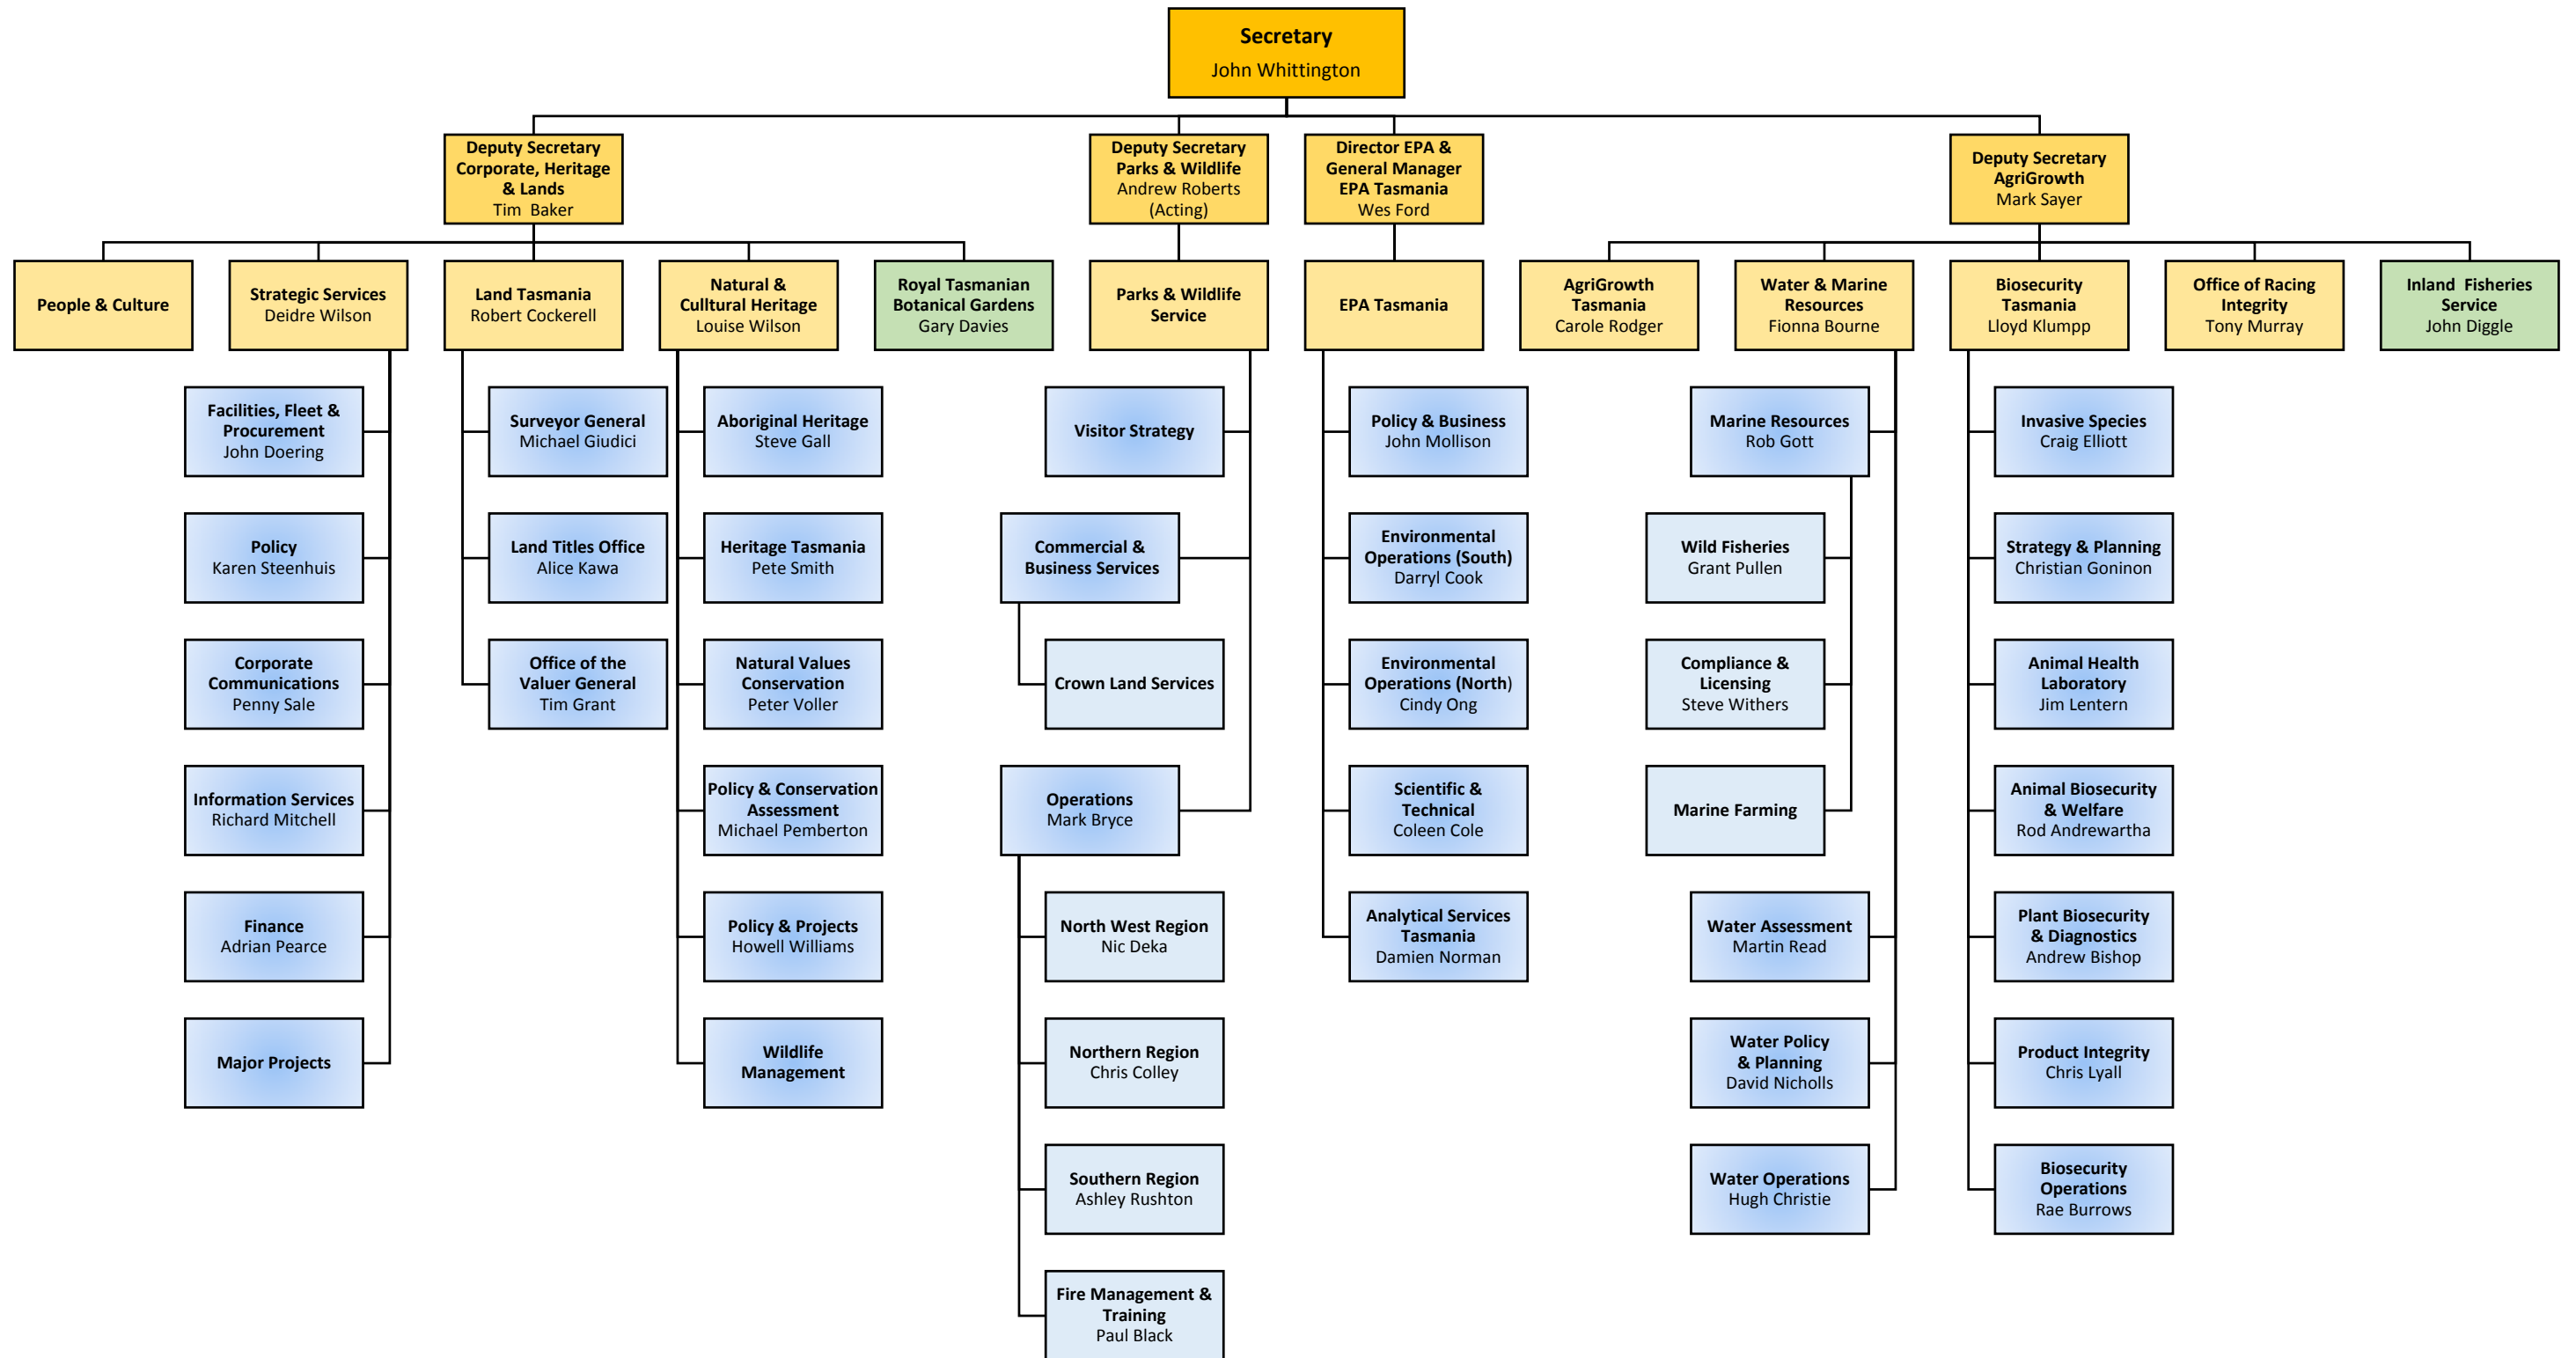 Secretary
John Whittington
Deputy Secretary
Corporate, Heritage
& Lands
Tim  Baker
Deputy Secretary
Parks & Wildlife
Andrew Roberts
(Acting)
Director EPA &
General Manager
EPA Tasmania
Wes Ford
Deputy Secretary
AgriGrowth
Mark Sayer
People & Culture
Strategic Services
Deidre Wilson
Land Tasmania
Robert Cockerell
Natural &
Cultural Heritage
Louise Wilson
Royal Tasmanian
Botanical Gardens
Gary Davies
Parks & Wildlife
Service
EPA Tasmania
AgriGrowth
Tasmania
Carole Rodger
Water & Marine
Resources
Fionna Bourne
Biosecurity
Tasmania
Lloyd Klumpp
Office of Racing
Integrity
Tony Murray
Inland  Fisheries
Service
John Diggle
Facilities, Fleet &
Procurement
John Doering
Policy
Karen Steenhuis
Corporate
Communications
Penny Sale
Information Services
Richard Mitchell
Finance
Adrian Pearce
Major Projects
Surveyor General
Michael Giudici
Land Titles Office
Alice Kawa
Office of the
Valuer General
Tim Grant
Aboriginal Heritage
Steve Gall
Heritage Tasmania
Pete Smith
Natural Values
Conservation
Peter Voller
Policy & Conservation
Assessment
Michael Pemberton
Policy & Projects
Howell Williams
Wildlife
Management
Visitor Strategy
Commercial &
Business Services
Crown Land Services
Operations
Mark Bryce
North West Region
Nic Deka
Northern Region
Chris Colley
Southern Region
Ashley Rushton
Fire Management &
Training
Paul Black
Policy & Business
John Mollison
Environmental
Operations (South)
Darryl Cook
Environmental
Operations (North)
Cindy Ong
Scientific &
Technical
Coleen Cole
Analytical Services
Tasmania
Damien Norman
Marine Resources
Rob Gott
Wild Fisheries
Grant Pullen
Compliance &
Licensing
Steve Withers
Marine Farming
Water Assessment
Martin Read
Water Policy
& Planning
David Nicholls
Water Operations
Hugh Christie
Invasive Species
Craig Elliott
Strategy & Planning
Christian Goninon
Animal Health
Laboratory
Jim Lentern
Animal Biosecurity
& Welfare
Rod Andrewartha
Plant Biosecurity
& Diagnostics
Andrew Bishop
Product Integrity
Chris Lyall
Biosecurity
Operations
Rae Burrows